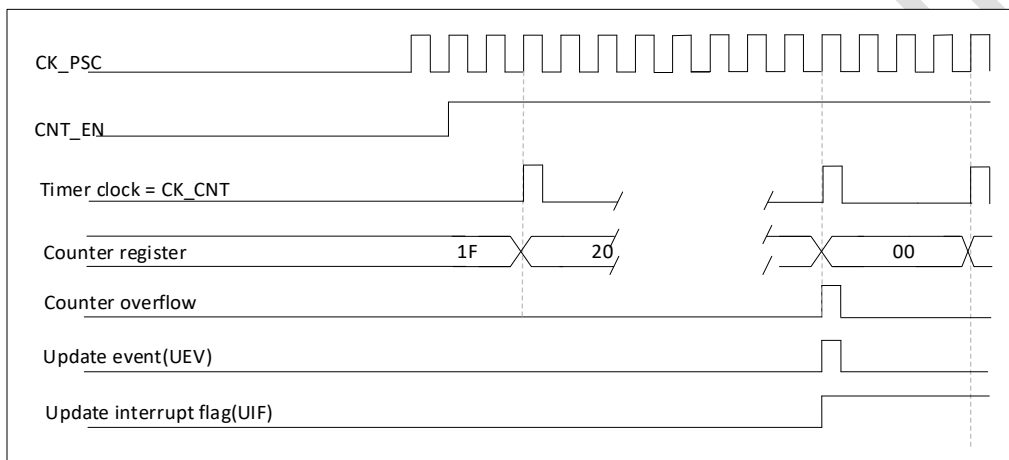 CK_PSC
CNT_EN
Timer clock = CK_CNT
Counter register 1F 20 00
Counter overflow
Update event(UEV)
Update interrupt flag(UIF)